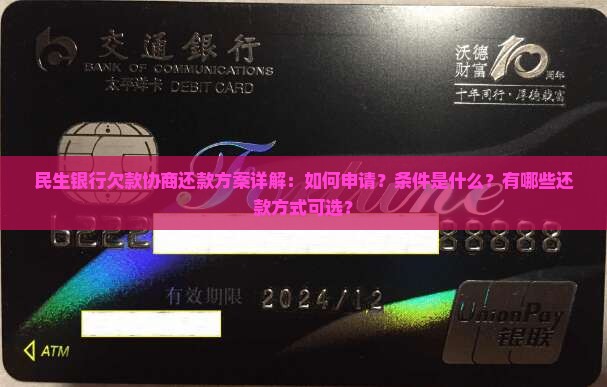 交通銀行
BANK OF COMMUNICATIONS
太平洋卡 DEBIT CARD
沃德
财富
10
周年
十年同行·厚德载富
Fortune
民生银行欠款协商还款方案详解：如何申请？条件是什么？有哪些还
款方式可选？
6222 88888
有效期限 2024/12
ATM
UnionPay
银联